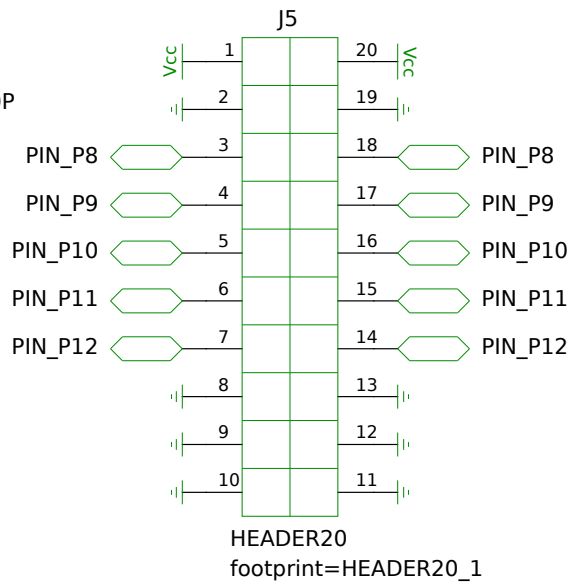 J5
Vcc 1 20 Vcc
2 19
PIN_P8 3 18 PIN_P8
PIN_P9 4 17 PIN_P9
PIN_P10 5 16 PIN_P10
PIN_P11 6 15 PIN_P11
PIN_P12 7 14 PIN_P12
8 13
9 12
10 11
HEADER20
footprint=HEADER20_1